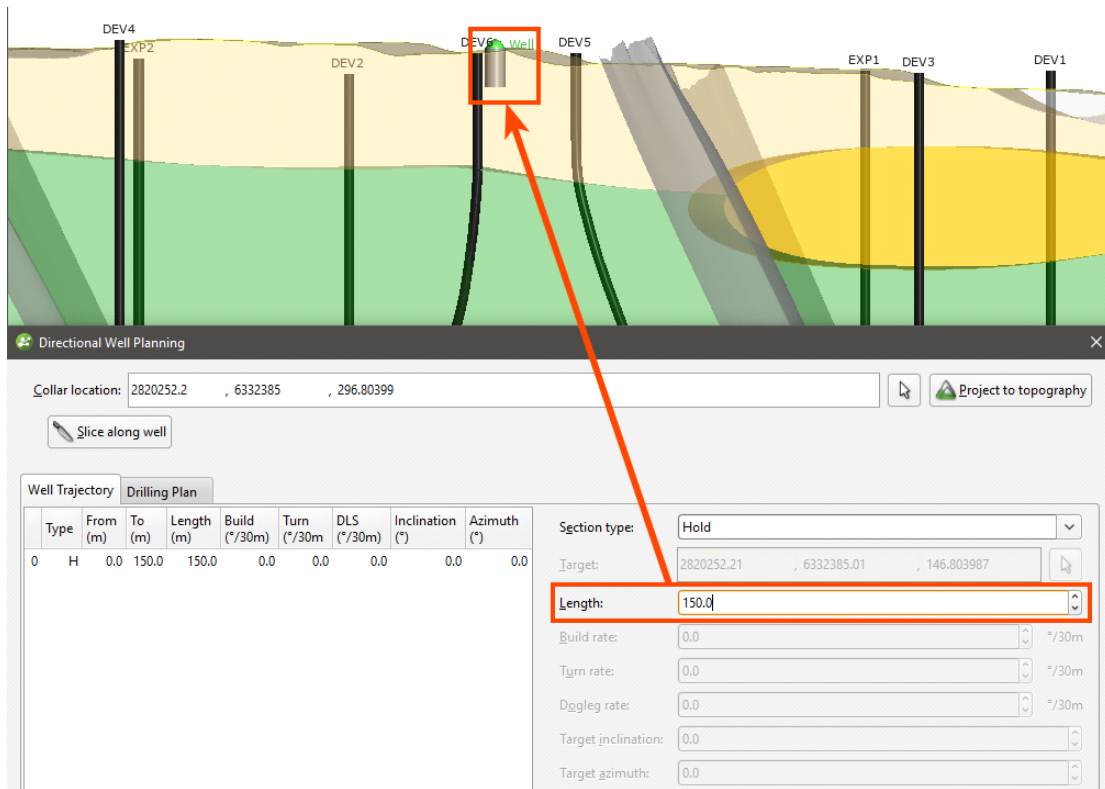 DEV4
EXP2
DEV2
DEV6 Well
DEV5
EXP1
DEV3
DEV1
Directional Well Planning
Collar location: 2820252.2 , 6332385 , 296.80399
Project to topography
Slice along well
Well Trajectory Drilling Plan
Type From (m) To (m) Length (m) Build (°/30m) Turn (°/30m DLS (°/30m) Inclination (°) Azimuth (°)
0 H 0.0 150.0 150.0 0.0 0.0 0.0 0.0 0.0
Section type: Hold
Target: 2820252.21 , 6332385.01 , 146.803987
Length: 150.0
Build rate: 0.0 °/30m
Turn rate: 0.0 °/30m
Dogleg rate: 0.0 °/30m
Target inclination: 0.0
Target azimuth: 0.0